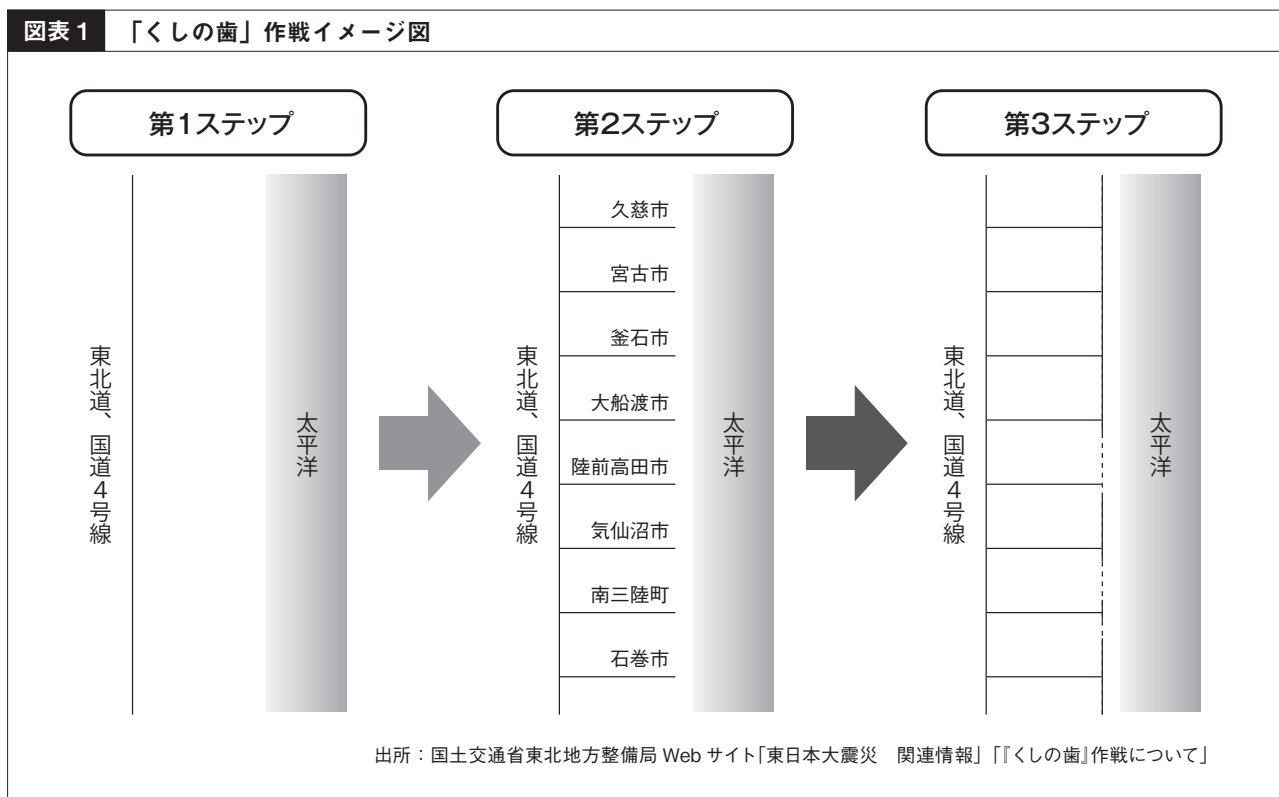 図表1 「くしの歯」作戦イメージ図
第1ステップ
東北道、国道4号線
太平洋
第2ステップ
東北道、国道4号線
久慈市
宮古市
釜石市
大船渡市
陸前高田市
気仙沼市
南三陸町
石巻市
太平洋
第3ステップ
東北道、国道4号線
太平洋
出所：国土交通省東北地方整備局 Web サイト「東日本大震災　関連情報」「『くしの歯』作戦について」